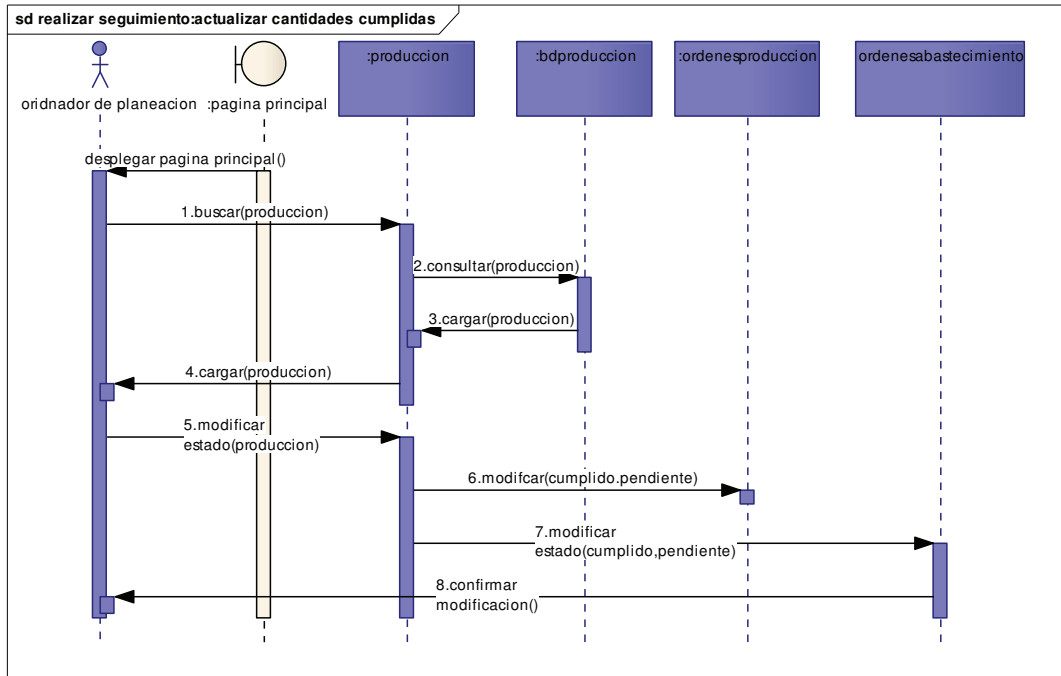 sd realizar seguimiento:actualizar cantidades cumplidas
:produccion
:bdproduccion
:ordenesproduccion
ordenesabastecimiento
oridnador de planeacion
:pagina principal
desplegar pagina principal()
1.buscar(produccion)
2.consultar(produccion)
3.cargar(produccion)
4.cargar(produccion)
5.modificar
estado(produccion)
6.modifcar(cumplido.pendiente)
7.modificar
estado(cumplido,pendiente)
8.confirmar
modificacion()